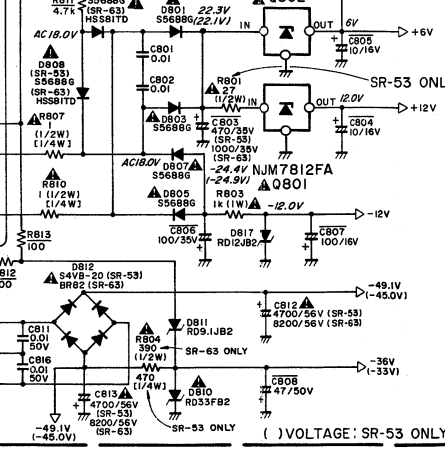 R811
4.7k
S5688G
(SR-63)
HSS81TD
D801
S5688G
22.3V
(22.1V)
Q802
IN
OUT
6V
+6V
+
C805
10/16V
AC18.0V
C801
0.01
C802
0.01
D808
(SR-53)
S5688G
(SR-63)
HSS81TD
R801
27
(1/2W)
SR-53 ONL
IN
OUT
12.0V
+12V
R807
1
(1/2W)
[1/4W]
D803
S5688G
+
C803
470/35V
(SR-53)
1000/35V
(SR-63)
+
C804
10/16V
AC18.0V
D807
S5688G
-24.4V
(-24.9V)
NJM7812FA
Q801
R810
1 (1/2W)
[1/4W]
D805
S5688G
R803
1k (1W)
-12.0V
-12V
R813
100
C806
100/35V
+
D817
RD12JB2
+
C807
100/16V
812
00
D812
S4VB-20 (SR-53)
BR82 (SR-63)
-49.1V
(-45.0V)
C811
0.01
50V
C816
0.01
50V
D811
RD9.1JB2
+
C812
4700/56V (SR-53)
8200/56V (SR-63)
R804
390
(1/2W)
SR-63 ONLY
470
[1/4W]
-36V
(-33V)
+
C813
4700/56V
(SR-53)
8200/56V
(SR-63)
D810
RD33FB2
+
C808
47/50V
-49.1V
(-45.0V)
SR-53 ONLY
( ) VOLTAGE: SR-53 ONLY